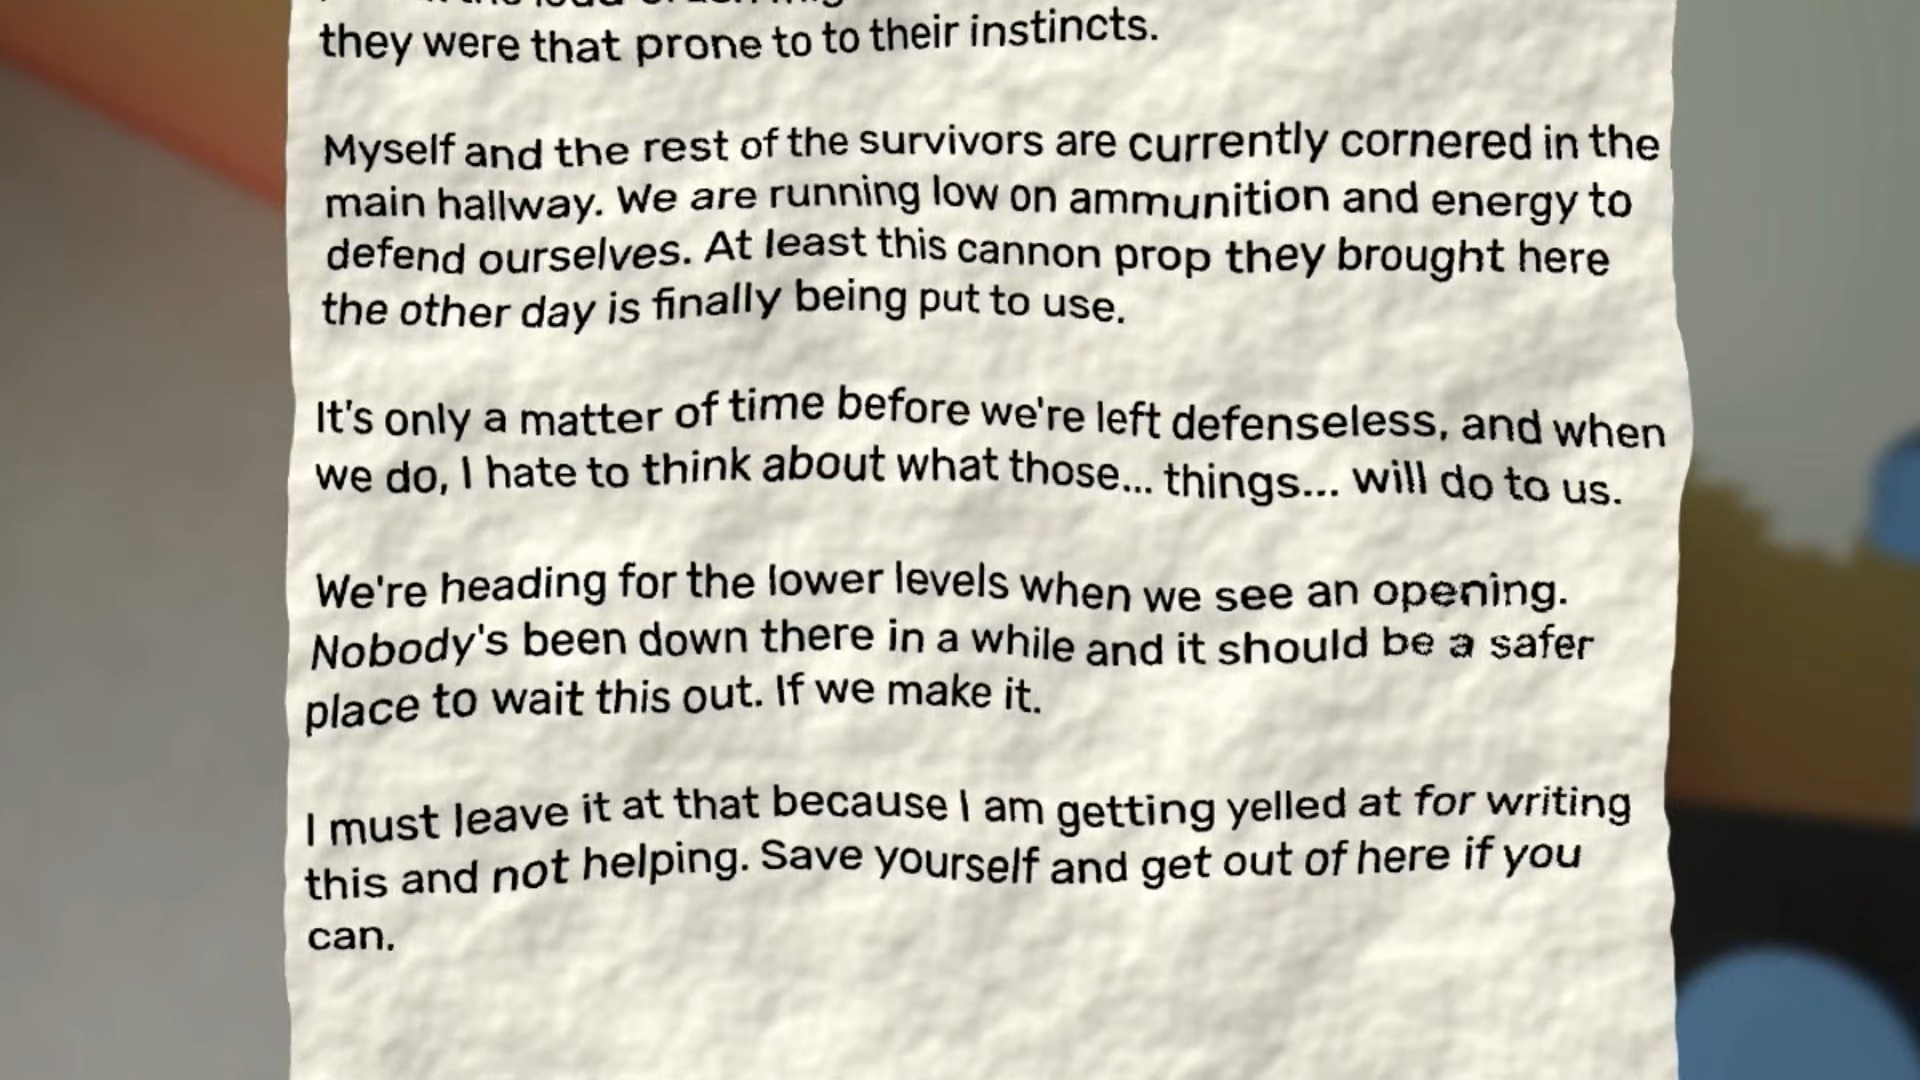 they were that prone to to their instincts.
Myself and the rest of the survivors are currently cornered in the
main hallway. We are running low on ammunition and energy to
defend ourselves. At least this cannon prop they brought here
the other day is finally being put to use.
It's only a matter of time before we're left defenseless, and when
we do, I hate to think about what those... things... will do to us.
We're heading for the lower levels when we see an opening.
Nobody's been down there in a while and it should be a safer
place to wait this out. If we make it.
I must leave it at that because I am getting yelled at for writing
this and not helping. Save yourself and get out of here if you
can.